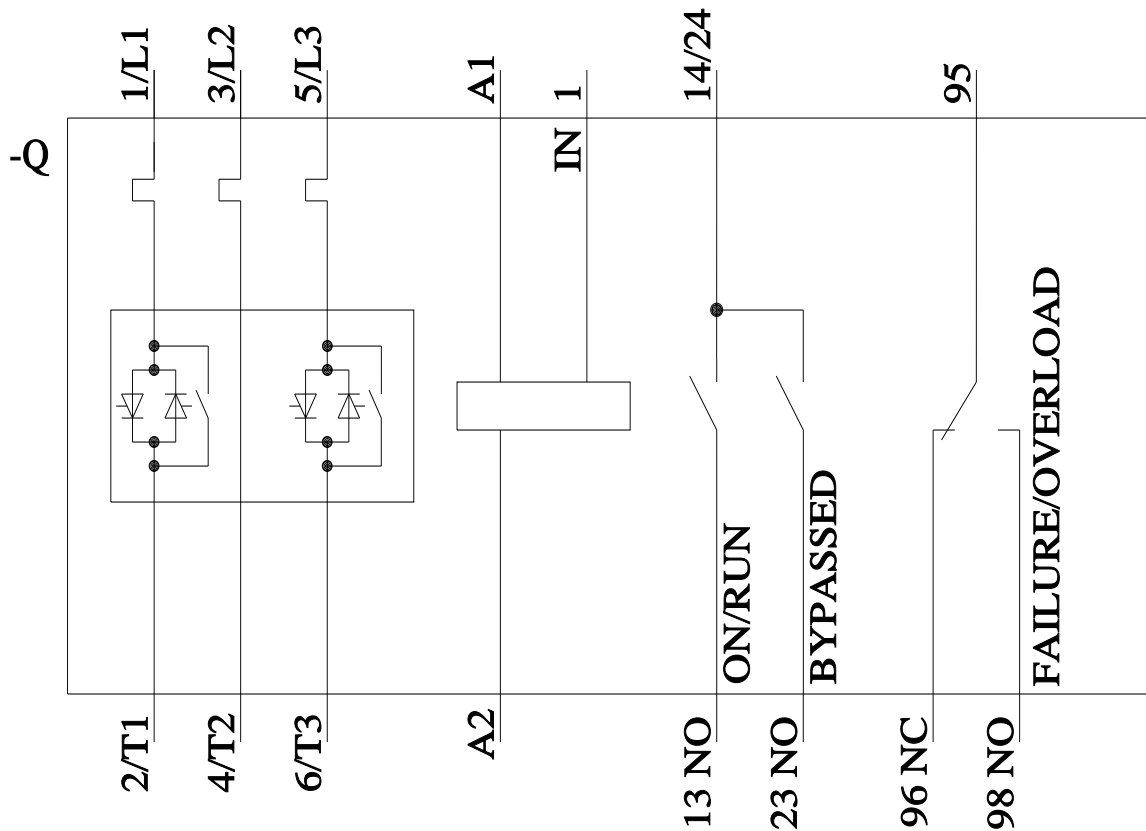 -Q
1/L1
3/L2
5/L3
A1
IN 1
14/24
95
ON/RUN
BYPASSED
FAILURE/OVERLOAD
2/T1
4/T2
6/T3
A2
13 NO
23 NO
96 NC
98 NO